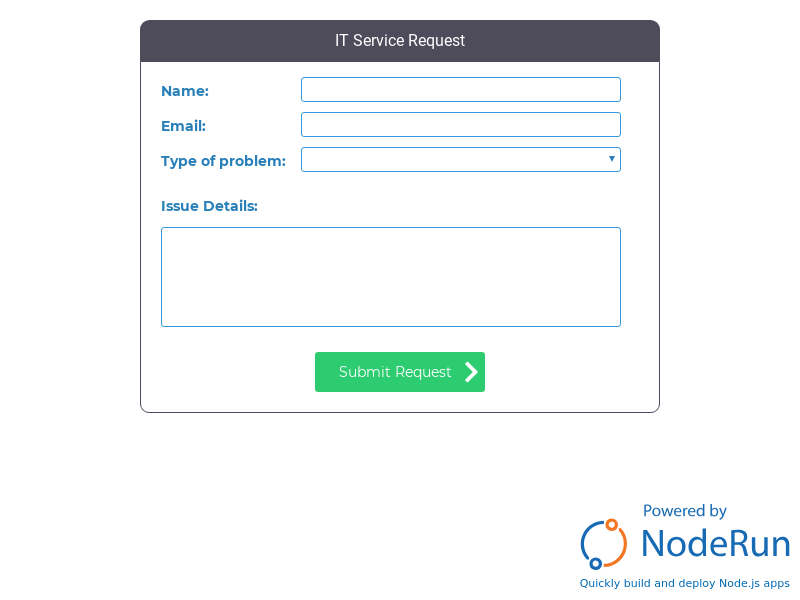 IT Service Request
Name:
Email:
Type of problem:
Issue Details:
Submit Request
Powered by
NodeRun
Quickly build and deploy Node.js apps